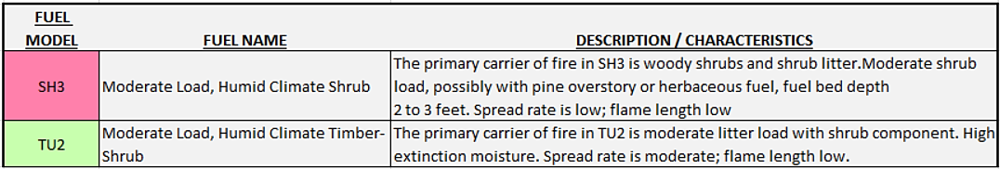 FUEL
MODEL FUEL NAME DESCRIPTION / CHARACTERISTICS
SH3
Moderate Load, Humid Climate Shrub
The primary carrier of fire in SH3 is woody shrubs and shrub litter.Moderate shrub
load, possibly with pine overstory or herbaceous fuel, fuel bed depth
2 to 3 feet. Spread rate is low; flame length low
TU2
Moderate Load, Humid Climate Timber-
Shrub
The primary carrier of fire in TU2 is moderate litter load with shrub component. High
extinction moisture. Spread rate is moderate; flame length low.